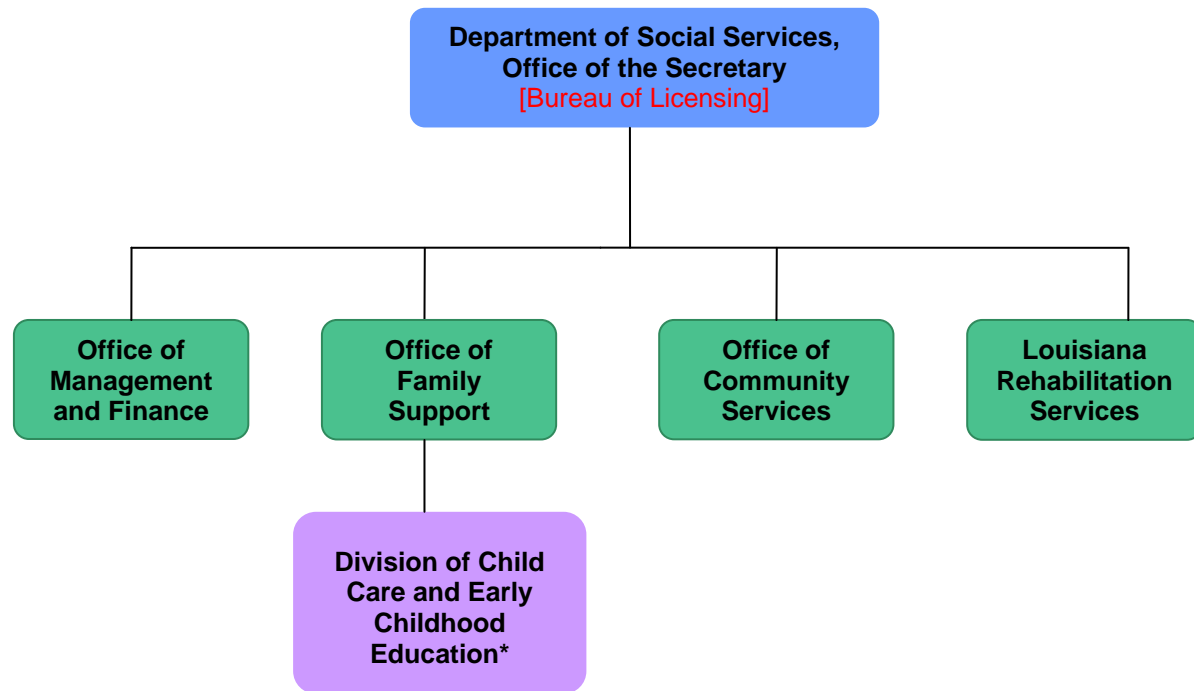 Department of Social Services,
Office of the Secretary
[Bureau of Licensing]
Office of
Management
and Finance
Office of
Family
Support
Office of
Community
Services
Louisiana
Rehabilitation
Services
Division of Child
Care and Early
Childhood
Education*